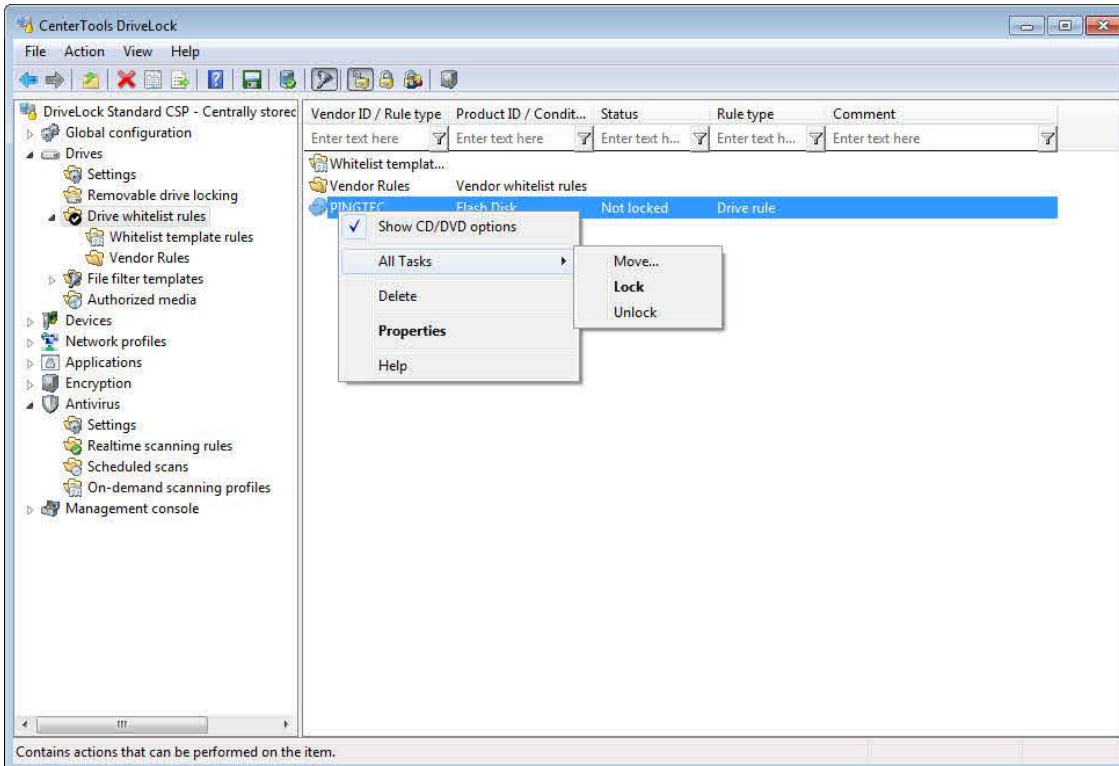 CenterTools DriveLock
File Action View Help
DriveLock Standard CSP - Centrally storec
Global configuration
Drives
Settings
Removable drive locking
Drive whitelist rules
Whitelist template rules
Vendor Rules
File filter templates
Authorized media
Devices
Network profiles
Applications
Encryption
Antivirus
Settings
Realtime scanning rules
Scheduled scans
On-demand scanning profiles
Management console
Vendor ID / Rule type Product ID / Condit... Status Rule type Comment
Enter text here Enter text here Enter text h... Enter text h... Enter text here
Whitelist templat...
Vendor Rules Vendor whitelist rules
PINGTEC Flash Disk Not locked Drive rule
Show CD/DVD options
All Tasks
Delete
Properties
Help
Move...
Lock
Unlock
Contains actions that can be performed on the item.